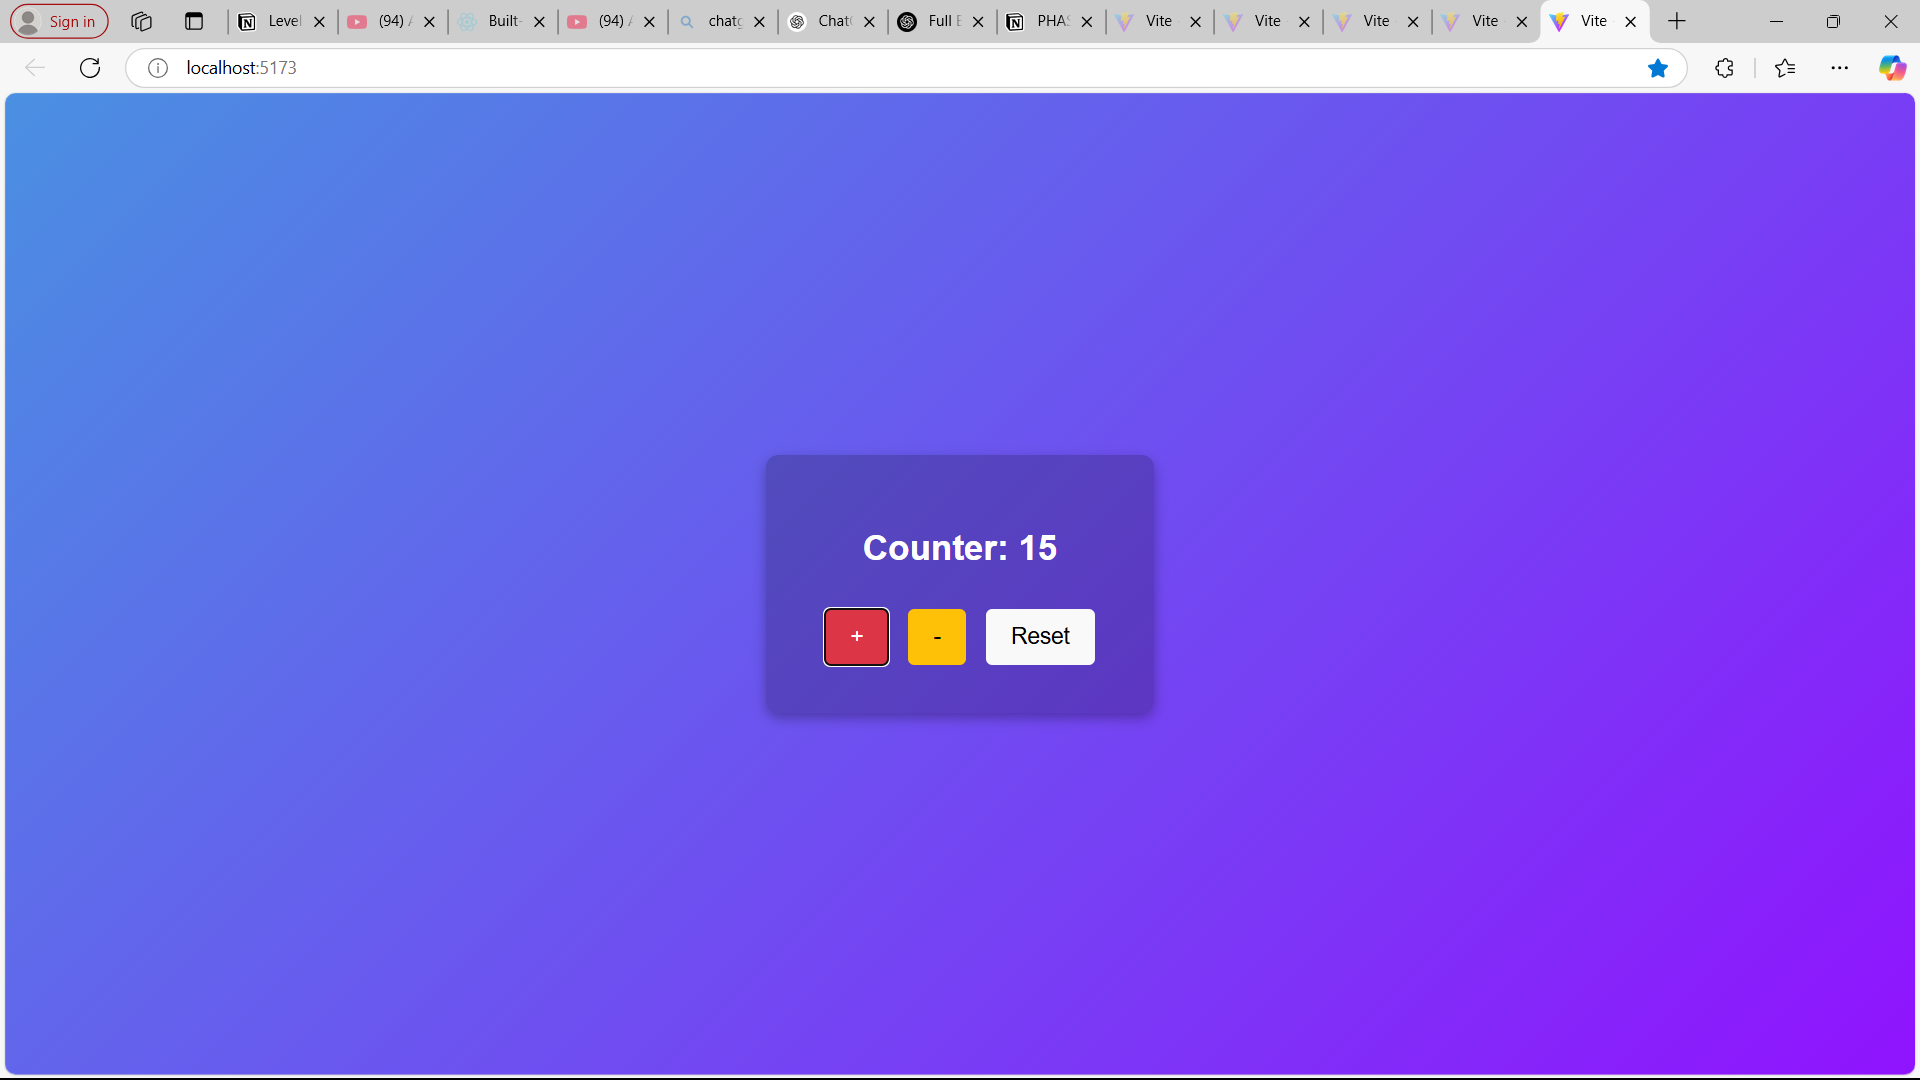 Sign in
Level
(94)
Built-
(94)
chatg
Chat
Full
PHAS
Vite
Vite
Vite
Vite
Vite
localhost:5173
Counter: 15
+
-
Reset